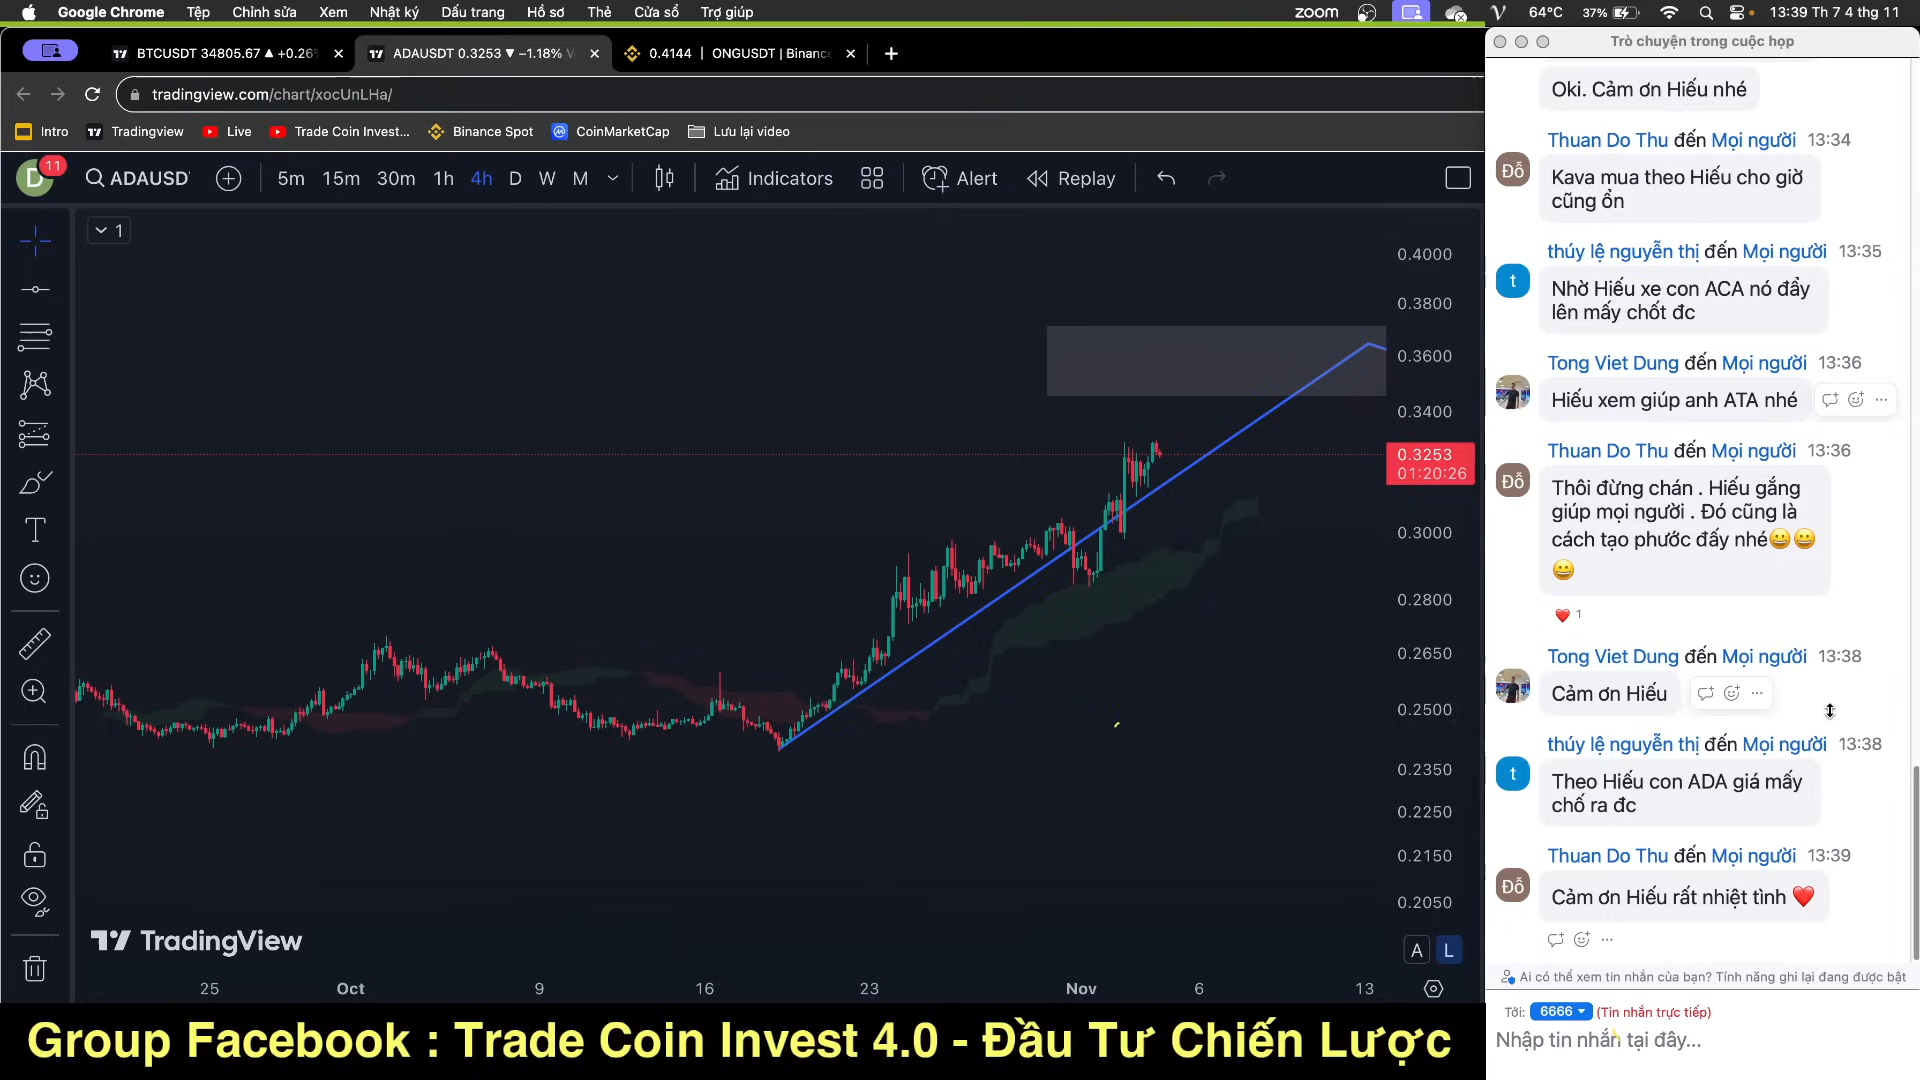 Google Chrome Tệp Chỉnh sửa Xem Nhật ký Dấu trang Hồ sơ Thẻ Cửa sổ Trợ giúp zoom 64°C 37% 13:39 Th 7 4 thg 11
BTCUSDT 34805.67 ▲ +0.26
ADAUSDT 0.3253 ▼ −1.18%
0.4144 | ONGUSDT | Binance
tradingview.com/chart/xocUnLHa/
Intro Tradingview Live Trade Coin Invest... Binance Spot CoinMarketCap Lưu lại video
D 11 ADAUSD 5m 15m 30m 1h 4h D W M Indicators Alert Replay
1
0.4000
0.3800
0.3600
0.3400
0.3253
01:20:26
0.3000
0.2800
0.2650
0.2500
0.2350
0.2250
0.2150
0.2050
TradingView
A L
25 Oct 9 16 23 Nov 6 13
Group Facebook : Trade Coin Invest 4.0 - Đầu Tư Chiến Lược
Trò chuyện trong cuộc họp
Oki. Cảm ơn Hiếu nhé
Thuan Do Thu đến Mọi người 13:34
Đỗ
Kava mua theo Hiếu cho giờ
cũng ổn
thúy lệ nguyễn thị đến Mọi người 13:35
t
Nhờ Hiếu xe con ACA nó đẩy
lên mấy chốt đc
Tong Viet Dung đến Mọi người 13:36
Hiếu xem giúp anh ATA nhé
Thuan Do Thu đến Mọi người 13:36
Đỗ
Thôi đừng chán . Hiếu gắng
giúp mọi người . Đó cũng là
cách tạo phước đấy nhé😀😀
😀
❤️ 1
Tong Viet Dung đến Mọi người 13:38
Cảm ơn Hiếu
thúy lệ nguyễn thị đến Mọi người 13:38
t
Theo Hiếu con ADA giá mấy
chố ra đc
Thuan Do Thu đến Mọi người 13:39
Đỗ
Cảm ơn Hiếu rất nhiệt tình ❤️
Ai có thể xem tin nhắn của bạn? Tính năng ghi lại đang được bật
Tới: 6666 (Tin nhắn trực tiếp)
Nhập tin nhắn tại đây...